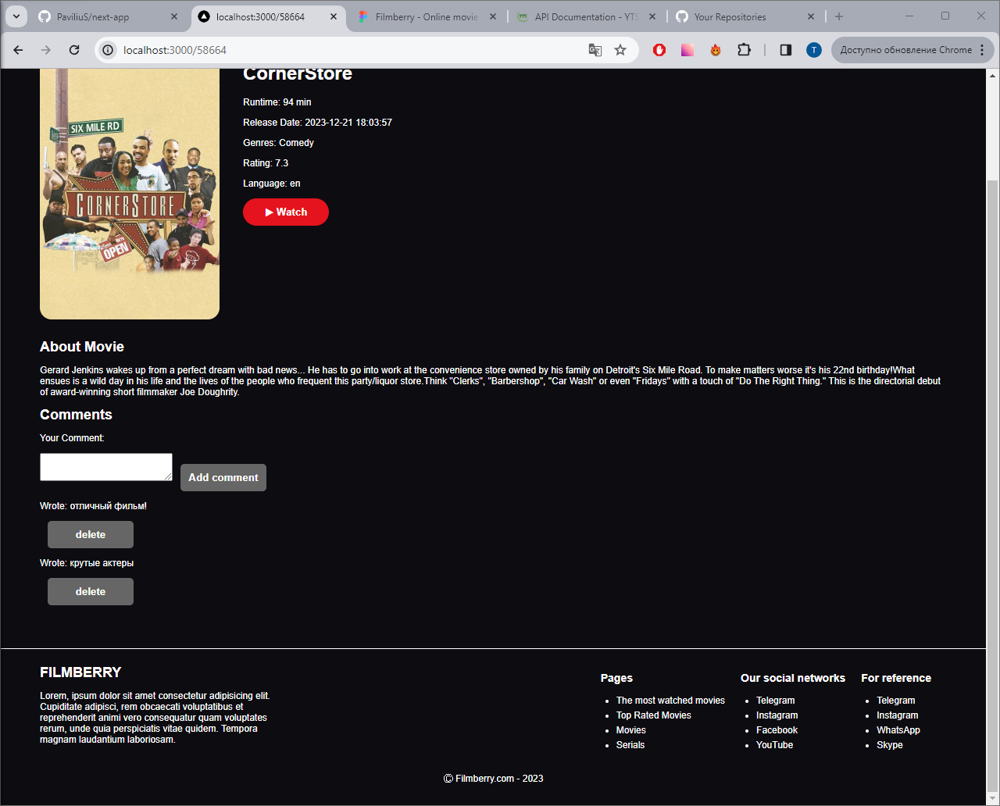 PaviliuS/next-app
localhost:3000/58664
Filmberry - Online movie
API Documentation - YTS
Your Repositories
localhost:3000/58664
T
Доступно обновление Chrome
CornerStore
Runtime: 94 min
Release Date: 2023-12-21 18:03:57
Genres: Comedy
Rating: 7.3
Language: en
Watch
SIX MILE RD
CORNERSTORE
OPEN
About Movie
Gerard Jenkins wakes up from a perfect dream with bad news... He has to go into work at the convenience store owned by his family on Detroit's Six Mile Road. To make matters worse it's his 22nd birthday!What
ensues is a wild day in his life and the lives of the people who frequent this party/liquor store.Think "Clerks", "Barbershop", "Car Wash" or even "Fridays" with a touch of "Do The Right Thing." This is the directorial debut
of award-winning short filmmaker Joe Doughrity.
Comments
Your Comment:
Add comment
Wrote: отличный фильм!
delete
Wrote: крутые актеры
delete
FILMBERRY
Lorem, ipsum dolor sit amet consectetur adipisicing elit.
Cupiditate adipisci, rem obcaecati voluptatibus et
reprehenderit animi vero consequatur quam voluptates
rerum, unde quia perspiciatis vitae quidem. Tempora
magnam laudantium laboriosam.
Pages
The most watched movies
Top Rated Movies
Movies
Serials
Our social networks
Telegram
Instagram
Facebook
YouTube
For reference
Telegram
Instagram
WhatsApp
Skype
© Filmberry.com - 2023